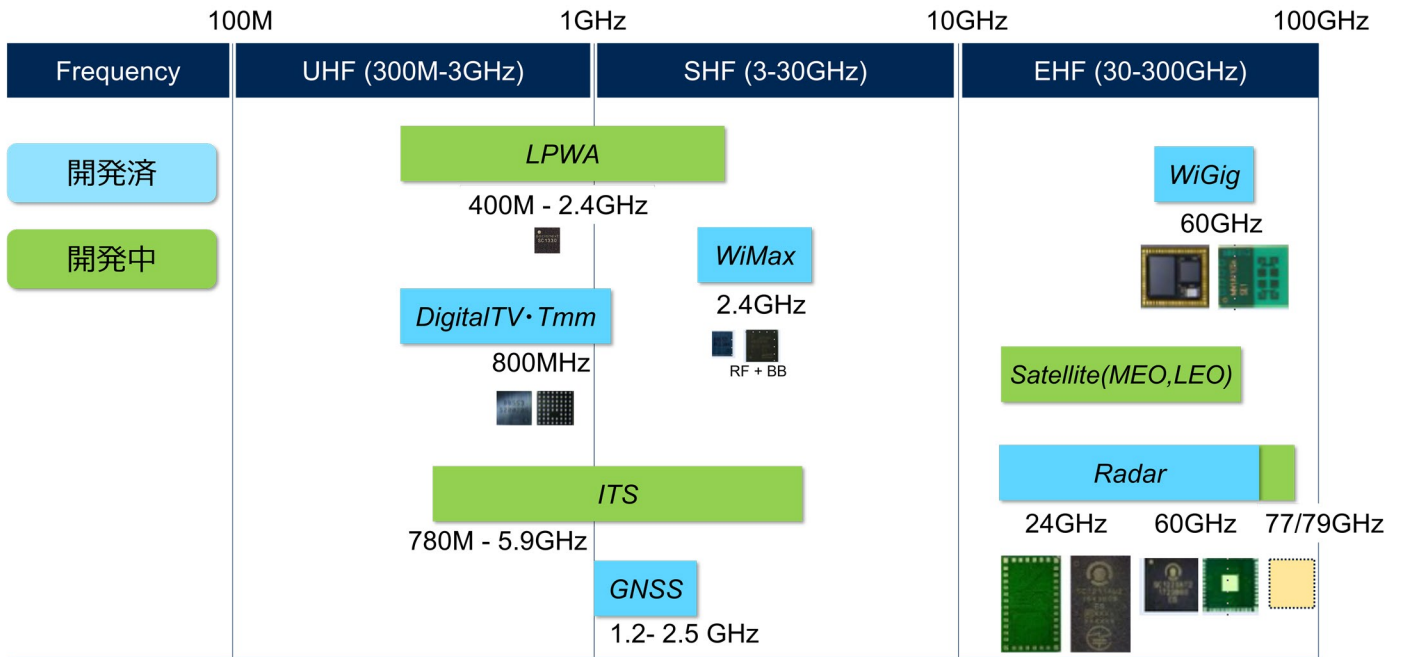 100M 1GHz 10GHz 100GHz
Frequency UHF (300M-3GHz) SHF (3-30GHz) EHF (30-300GHz)
開発済
開発中
LPWA
400M - 2.4GHz
SC1330
DigitalTV・Tmm
800MHz
WiMax
2.4GHz
RF + BB
WiGig
60GHz
Satellite(MEO,LEO)
ITS
780M - 5.9GHz
Radar
24GHz 60GHz 77/79GHz
GNSS
1.2- 2.5 GHz